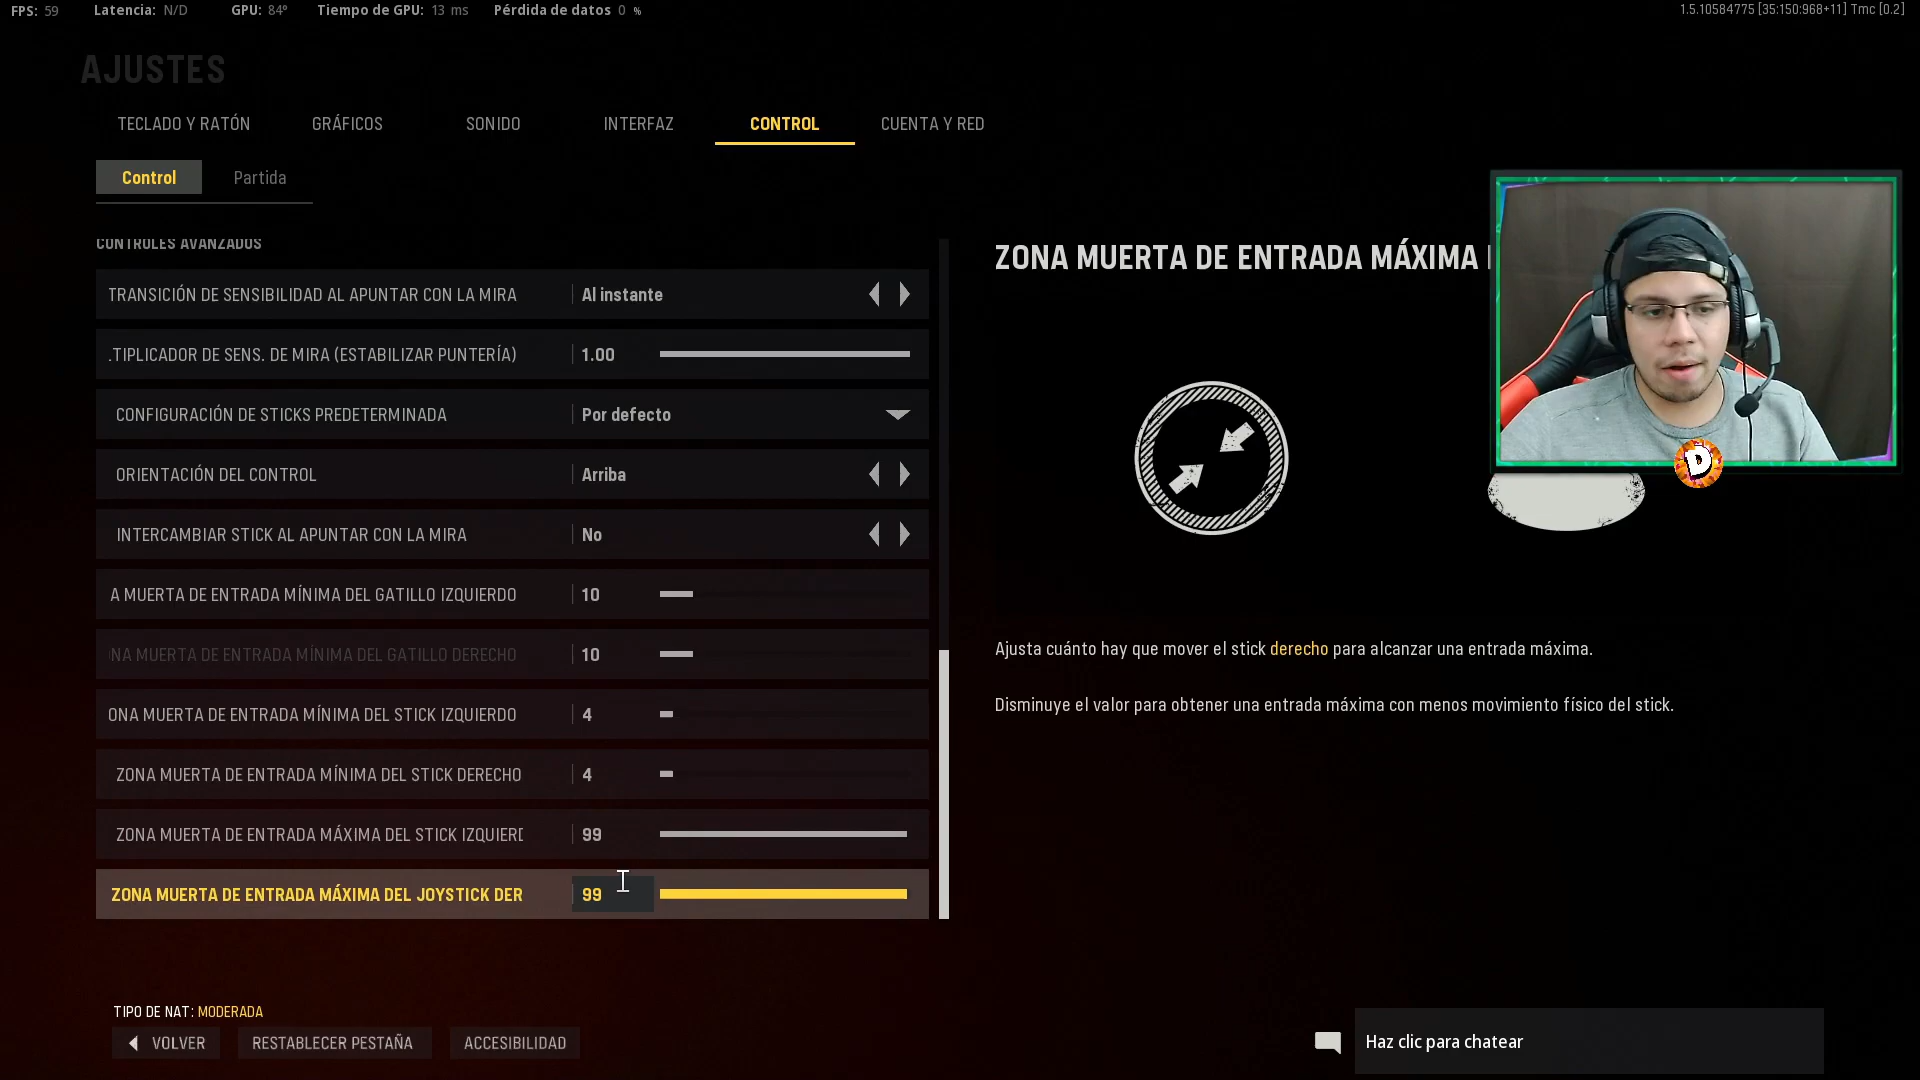 FPS: 59 Latencia: N/D GPU: 84° Tiempo de GPU: 13 ms Pérdida de datos 0 %
1.5.10584775 [35:150:968+11] Tmc [0.2]
AJUSTES
TECLADO Y RATÓN GRÁFICOS SONIDO INTERFAZ CONTROL CUENTA Y RED
Control Partida
CONTROLES AVANZADOS
TRANSICIÓN DE SENSIBILIDAD AL APUNTAR CON LA MIRA Al instante
.TIPLICADOR DE SENS. DE MIRA (ESTABILIZAR PUNTERÍA) 1.00
CONFIGURACIÓN DE STICKS PREDETERMINADA Por defecto
ORIENTACIÓN DEL CONTROL Arriba
INTERCAMBIAR STICK AL APUNTAR CON LA MIRA No
A MUERTA DE ENTRADA MÍNIMA DEL GATILLO IZQUIERDO 10
NA MUERTA DE ENTRADA MÍNIMA DEL GATILLO DERECHO 10
ONA MUERTA DE ENTRADA MÍNIMA DEL STICK IZQUIERDO 4
ZONA MUERTA DE ENTRADA MÍNIMA DEL STICK DERECHO 4
ZONA MUERTA DE ENTRADA MÁXIMA DEL STICK IZQUIERD 99
ZONA MUERTA DE ENTRADA MÁXIMA DEL JOYSTICK DER 99
ZONA MUERTA DE ENTRADA MÁXIMA
D
Ajusta cuánto hay que mover el stick derecho para alcanzar una entrada máxima.
Disminuye el valor para obtener una entrada máxima con menos movimiento físico del stick.
TIPO DE NAT: MODERADA
VOLVER RESTABLECER PESTAÑA ACCESIBILIDAD
Haz clic para chatear